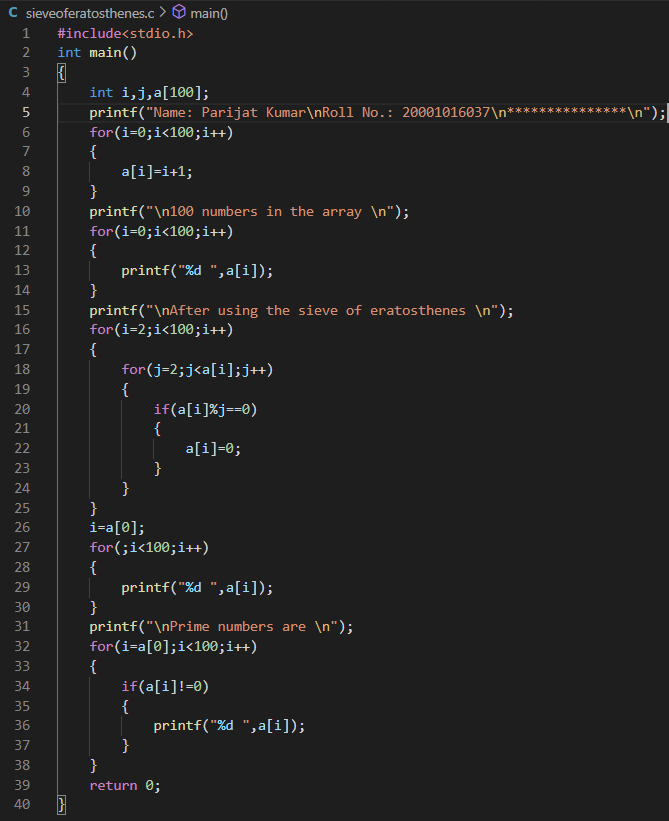 C sieveoferatosthenes.c > main()
1 #include<stdio.h>
2 int main()
3 {
4     int i,j,a[100];
5     printf("Name: Parijat Kumar\nRoll No.: 20001016037\n***************\n");
6     for(i=0;i<100;i++)
7     {
8         a[i]=i+1;
9     }
10     printf("\n100 numbers in the array \n");
11     for(i=0;i<100;i++)
12     {
13         printf("%d ",a[i]);
14     }
15     printf("\nAfter using the sieve of eratosthenes \n");
16     for(i=2;i<100;i++)
17     {
18         for(j=2;j<a[i];j++)
19         {
20             if(a[i]%j==0)
21             {
22                 a[i]=0;
23             }
24         }
25     }
26     i=a[0];
27     for(;i<100;i++)
28     {
29         printf("%d ",a[i]);
30     }
31     printf("\nPrime numbers are \n");
32     for(i=a[0];i<100;i++)
33     {
34         if(a[i]!=0)
35         {
36             printf("%d ",a[i]);
37         }
38     }
39     return 0;
40 }